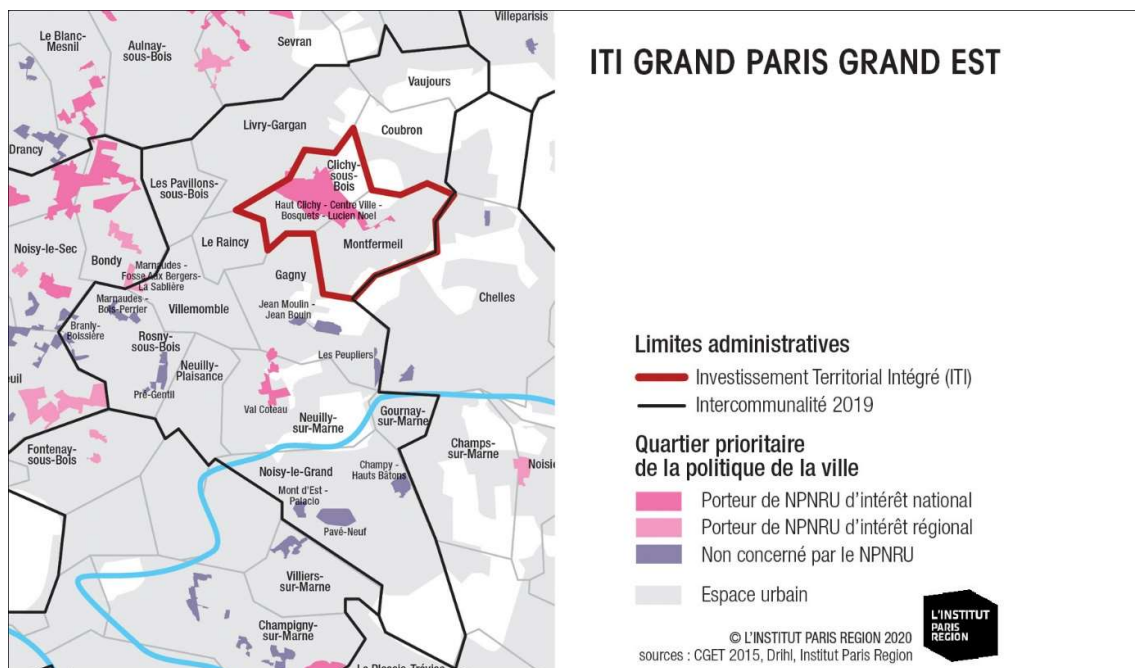 Villeparisis
Le Blanc-
Mesnil
Aulnay-
sous-Bois
Sevran
Vaujours
Livry-Gargan
Coubron
Drancy
Clichy-
sous-
Bois
Les Pavillons-
sous-Bois
Haut Clichy - Centre Ville -
Bosquets - Lucien Noel
Le Raincy
Montfermeil
Noisy-le-Sec
Bondy
Marnaudes -
Fosse Aux Bergers-
La Sablière
Gagny
Chelles
Marnaudes -
Bois-Perrier
Villemomble
Jean Moulin -
Jean Bouin
Branly-
Boissière
Rosny-
sous-Bois
Les Peupliers
Neuilly-
Plaisance
euil
Pré-Gentil
Val Coteau
Neuilly-
sur-Marne
Gournay-
sur-Marne
Fontenay-
sous-Bois
Champs-
sur-Marne
Noisy-le-Grand
Champy -
Hauts Bâtons
Noisie
Mont d'Est -
Palacio
Pavé-Neuf
Villiers-
sur-Marne
Champigny-
sur-Marne
Le Plessis-Trévise
ITI GRAND PARIS GRAND EST
Limites administratives
Investissement Territorial Intégré (ITI)
Intercommunalité 2019
Quartier prioritaire
de la politique de la ville
Porteur de NPNRU d'intérêt national
Porteur de NPNRU d'intérêt régional
Non concerné par le NPNRU
Espace urbain
L'INSTITUT
PARIS
REGION
© L'INSTITUT PARIS REGION 2020
sources : CGET 2015, Drihl, Institut Paris Region